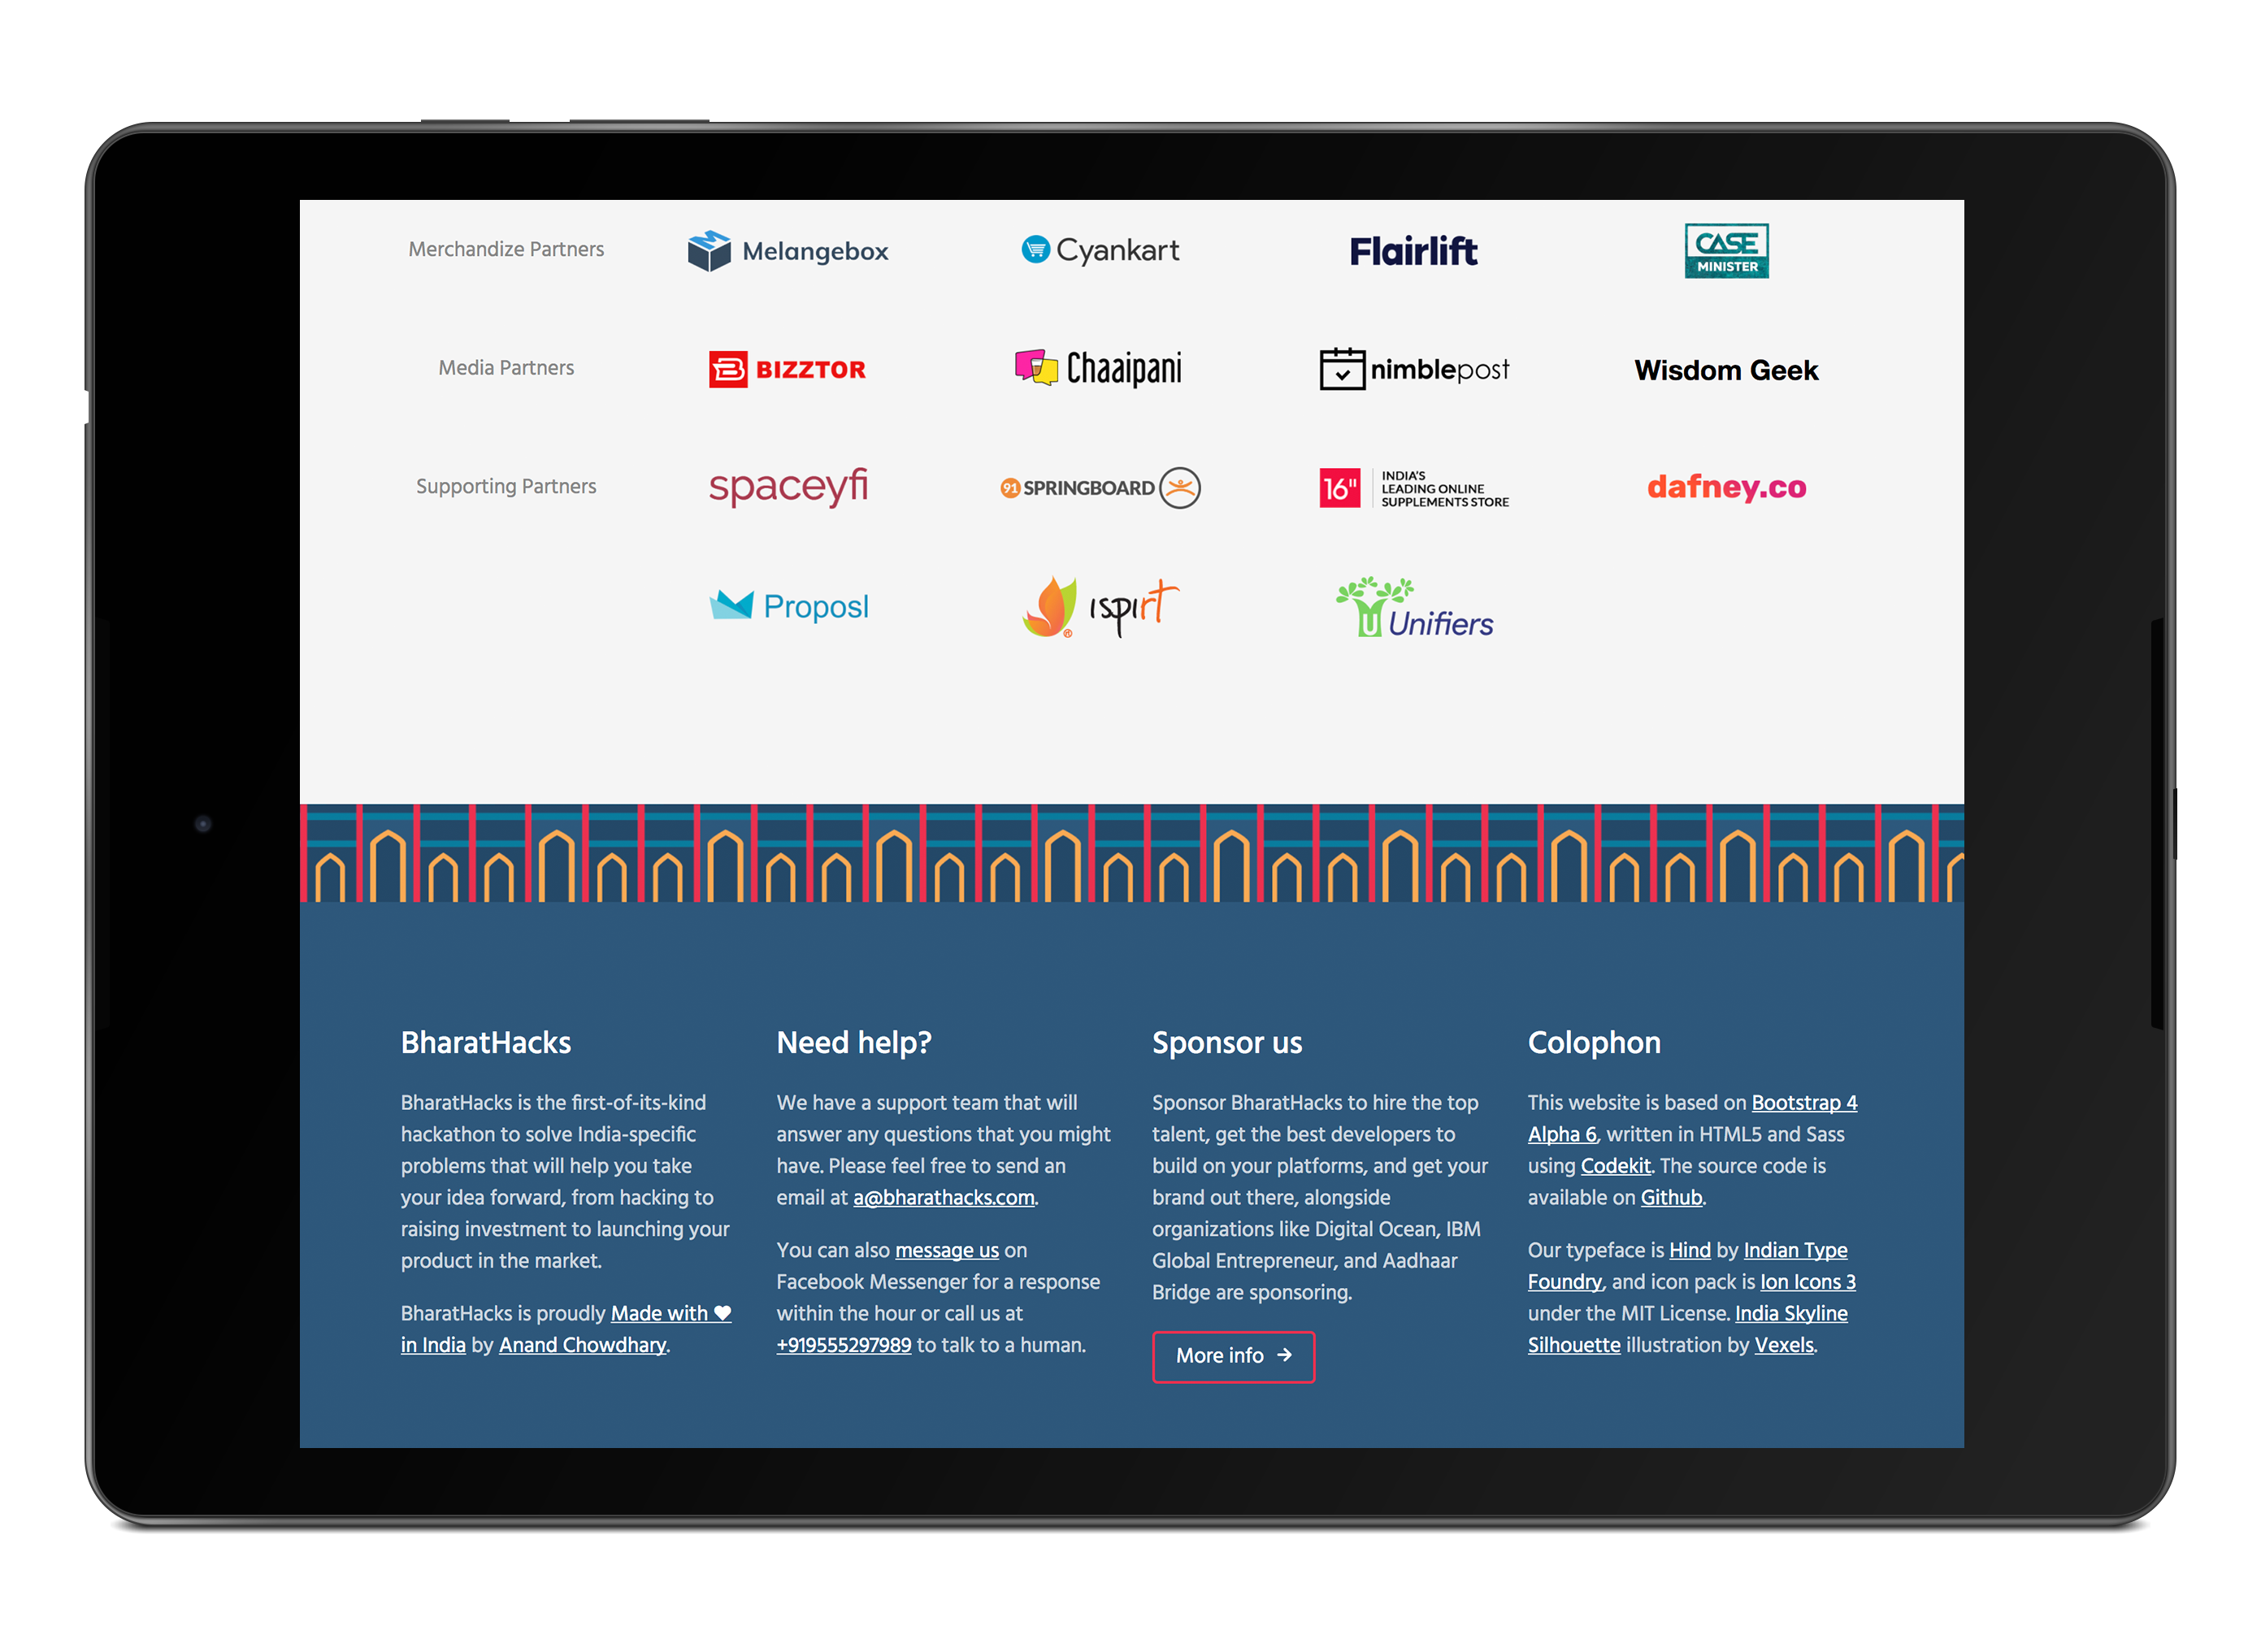 Merchandize Partners
Melangebox
Cyankart
Flairlift
CASE
MINISTER
Media Partners
BIZZTOR
Chaaipani
nimblepost
Wisdom Geek
Supporting Partners
spaceyfi
91 SPRINGBOARD
16" INDIA'S
LEADING ONLINE
SUPPLEMENTS STORE
dafney.co
Proposl
ıspirt ®
U Unifiers
BharatHacks
BharatHacks is the first-of-its-kind
hackathon to solve India-specific
problems that will help you take
your idea forward, from hacking to
raising investment to launching your
product in the market.
BharatHacks is proudly Made with ♥
in India by Anand Chowdhary.
Need help?
We have a support team that will
answer any questions that you might
have. Please feel free to send an
email at a@bharathacks.com.
You can also message us on
Facebook Messenger for a response
within the hour or call us at
+919555297989 to talk to a human.
Sponsor us
Sponsor BharatHacks to hire the top
talent, get the best developers to
build on your platforms, and get your
brand out there, alongside
organizations like Digital Ocean, IBM
Global Entrepreneur, and Aadhaar
Bridge are sponsoring.
More info →
Colophon
This website is based on Bootstrap 4
Alpha 6, written in HTML5 and Sass
using Codekit. The source code is
available on Github.
Our typeface is Hind by Indian Type
Foundry, and icon pack is Ion Icons 3
under the MIT License. India Skyline
Silhouette illustration by Vexels.